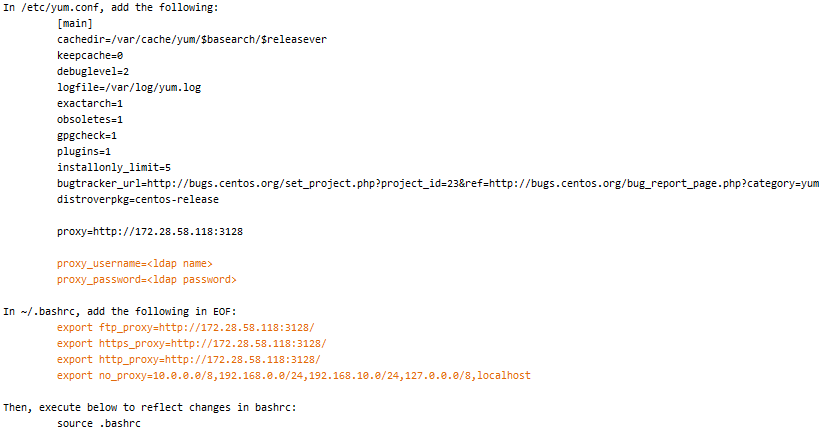 In /etc/yum.conf, add the following:
[main]
cachedir=/var/cache/yum/$basearch/$releasever
keepcache=0
debuglevel=2
logfile=/var/log/yum.log
exactarch=1
obsoletes=1
gpgcheck=1
plugins=1
installonly_limit=5
bugtracker_url=http://bugs.centos.org/set_project.php?project_id=23&ref=http://bugs.centos.org/bug_report_page.php?category=yum
distroverpkg=centos-release
proxy=http://172.28.58.118:3128
proxy_username=<ldap name>
proxy_password=<ldap password>
In ~/.bashrc, add the following in EOF:
export ftp_proxy=http://172.28.58.118:3128/
export https_proxy=http://172.28.58.118:3128/
export http_proxy=http://172.28.58.118:3128/
export no_proxy=10.0.0.0/8,192.168.0.0/24,192.168.10.0/24,127.0.0.0/8,localhost
Then, execute below to reflect changes in bashrc:
source .bashrc